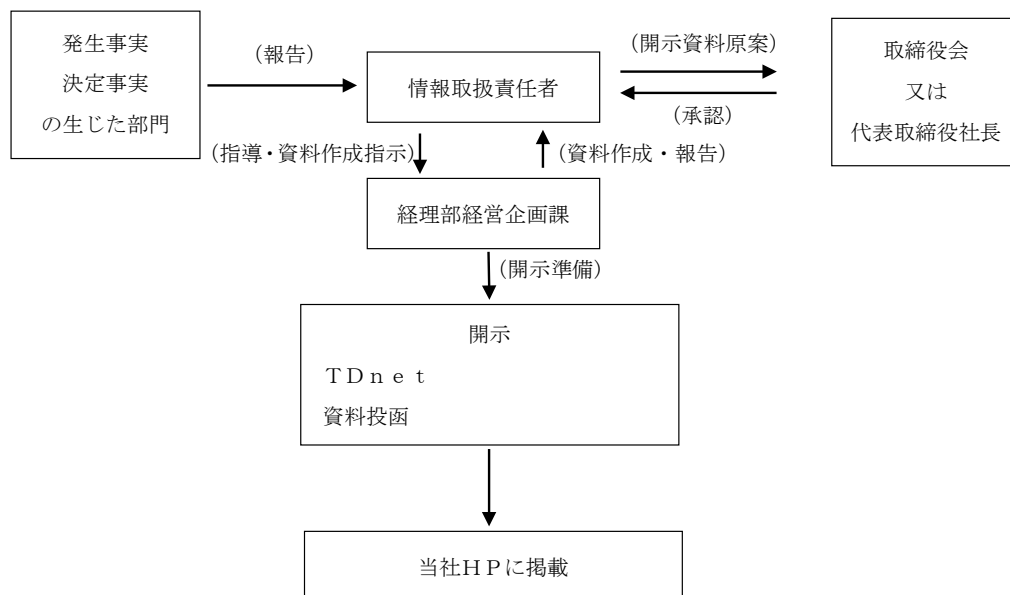 発生事実
決定事実
の生じた部門
(報告)
情報取扱責任者
(開示資料原案)
(承認)
取締役会
又は
代表取締役社長
(指導・資料作成指示)
(資料作成・報告)
経理部経営企画課
(開示準備)
開示
ＴＤｎｅｔ
資料投函
当社ＨＰに掲載